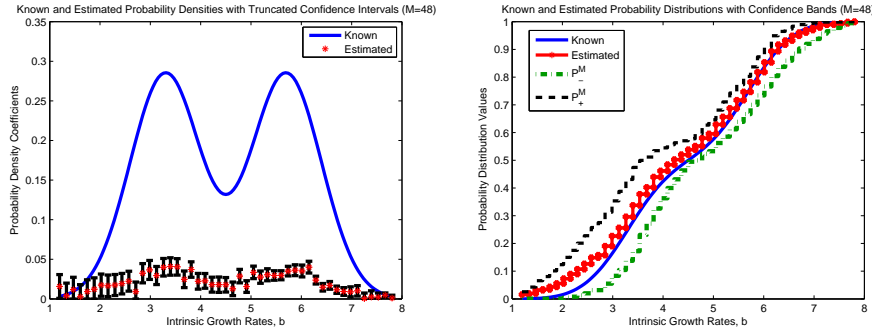 Known and Estimated Probability Densities with Truncated Confidence Intervals (M=48)
Probability Density Coefficients
0.35
0.3
0.25
0.2
0.15
0.1
0.05
0
Known
Estimated
1 2 3 4 5 6 7 8
Intrinsic Growth Rates, b
Known and Estimated Probability Distributions with Confidence Bands (M=48)
Probability Distribution Values
1
0.9
0.8
0.7
0.6
0.5
0.4
0.3
0.2
0.1
0
Known
Estimated
P_-^M
P_+^M
1 2 3 4 5 6 7 8
Intrinsic Growth Rates, b